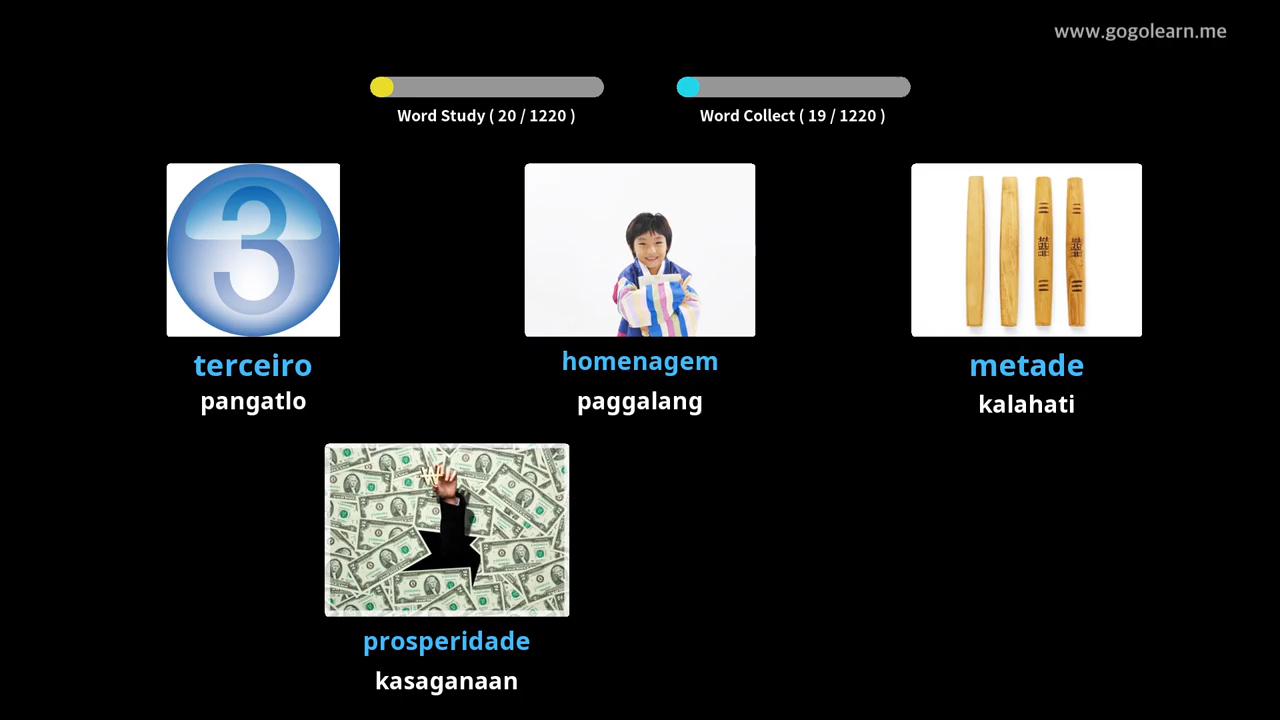 www.gogolearn.me
Word Study ( 20 / 1220 )
Word Collect ( 19 / 1220 )
3
terceiro
pangatlo
homenagem
paggalang
metade
kalahati
prosperidade
kasaganaan